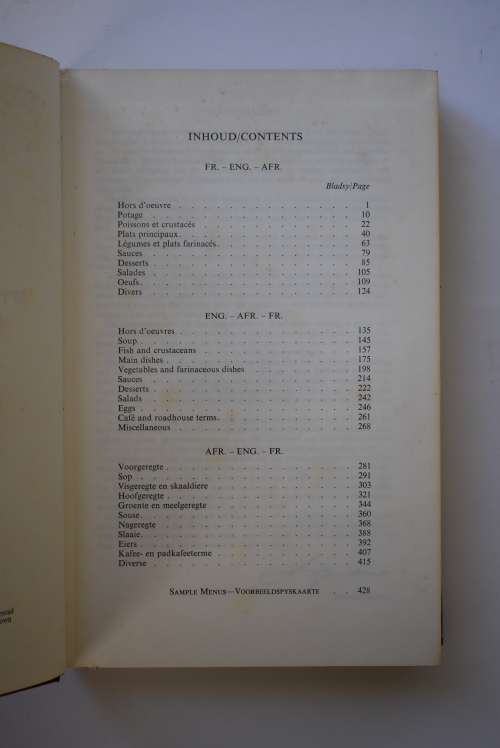 INHOUD/CONTENTS
FR. – ENG. – AFR.
Bladsy/Page
Hors d'oeuvre . . . . . . . . . . . . . 1
Potage . . . . . . . . . . . . . 10
Poissons et crustacés . . . . . . . . . . . 22
Plats principaux . . . . . . . . . . . . 40
Légumes et plats farinacés . . . . . . . . . . 63
Sauces . . . . . . . . . . . . . 79
Desserts . . . . . . . . . . . . . 85
Salades . . . . . . . . . . . . . 105
Oeufs . . . . . . . . . . . . . 109
Divers . . . . . . . . . . . . . 124
ENG. – AFR. – FR.
Hors d'oeuvres . . . . . . . . . . . . 135
Soup . . . . . . . . . . . . . 145
Fish and crustaceans . . . . . . . . . . . 157
Main dishes . . . . . . . . . . . . 175
Vegetables and farinaceous dishes . . . . . . . . 198
Sauces . . . . . . . . . . . . . 214
Desserts . . . . . . . . . . . . . 222
Salads . . . . . . . . . . . . . 242
Eggs . . . . . . . . . . . . . 246
Café and roadhouse terms . . . . . . . . . . 261
Miscellaneous . . . . . . . . . . . . 268
AFR. – ENG. – FR.
Voorgeregte . . . . . . . . . . . . 281
Sop . . . . . . . . . . . . . 291
Visgeregte en skaaldiere . . . . . . . . . . 303
Hoofgeregte . . . . . . . . . . . . 321
Groente en meelgeregte . . . . . . . . . . 344
Souse . . . . . . . . . . . . . 360
Nageregte . . . . . . . . . . . . 368
Slaaie . . . . . . . . . . . . . 388
Eiers . . . . . . . . . . . . . 392
Kafee- en padkafeeterme . . . . . . . . . . 407
Diverse . . . . . . . . . . . . . 415
SAMPLE MENUS—VOORBEELDSPYSKAARTE . . 428